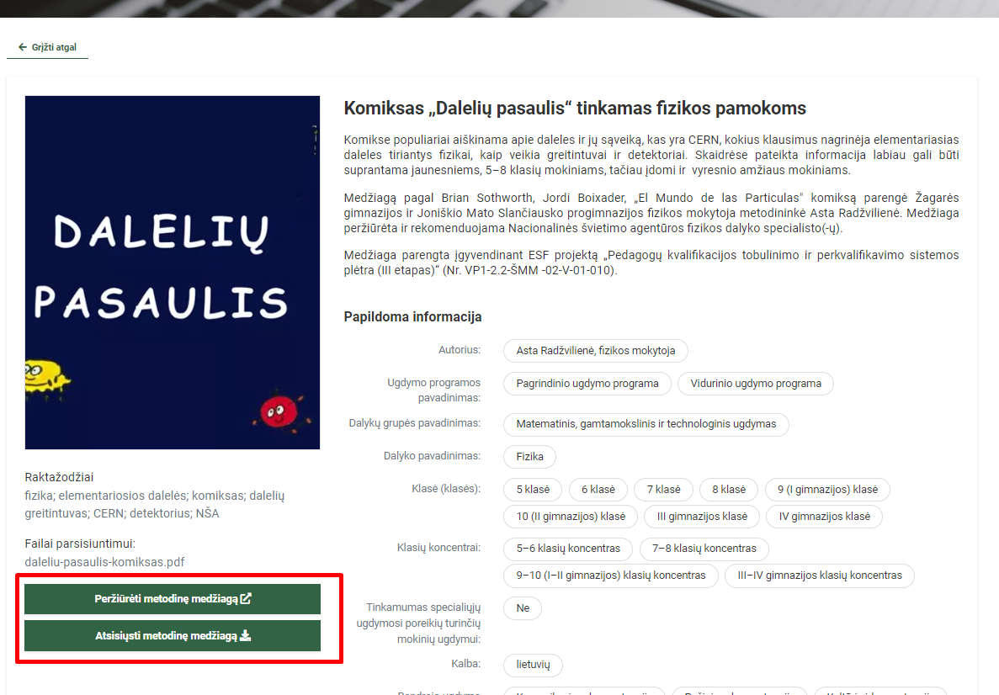 Grįžti atgal
DALELIŲ
PASAULIS
Komiksas „Dalelių pasaulis“ tinkamas fizikos pamokoms
Komikse populiariai aiškinama apie daleles ir jų sąveiką, kas yra CERN, kokius klausimus nagrinėja elementariasias
daleles tiriantys fizikai, kaip veikia greitintuvai ir detektoriai. Skaidrėse pateikta informacija labiau gali būti
suprantama jaunesniems, 5–8 klasių mokiniams, tačiau įdomi ir vyresnio amžiaus mokiniams.
Medžiagą pagal Brian Sothworth, Jordi Boixader, „El Mundo de las Particulas" komiksą parengė Žagarės
gimnazijos ir Joniškio Mato Slančiausko progimnazijos fizikos mokytoja metodininkė Asta Radžvilienė. Medžiaga
peržiūrėta ir rekomenduojama Nacionalinės švietimo agentūros fizikos dalyko specialisto(-ų).
Medžiaga parengta įgyvendinant ESF projektą „Pedagogų kvalifikacijos tobulinimo ir perkvalifikavimo sistemos
plėtra (III etapas)“ (Nr. VP1-2.2-ŠMM -02-V-01-010).
Papildoma informacija
Autorius: Asta Radžvilienė, fizikos mokytoja
Ugdymo programos
pavadinimas: Pagrindinio ugdymo programa Vidurinio ugdymo programa
Dalykų grupės pavadinimas: Matematinis, gamtamokslinis ir technologinis ugdymas
Dalyko pavadinimas: Fizika
Klasė (klasės): 5 klasė 6 klasė 7 klasė 8 klasė 9 (I gimnazijos) klasė
10 (II gimnazijos) klasė III gimnazijos klasė IV gimnazijos klasė
Klasių koncentrai: 5–6 klasių koncentras 7–8 klasių koncentras
9–10 (I–II gimnazijos) klasių koncentras III–IV gimnazijos klasių koncentras
Tinkamumas specialiųjų
ugdymosi poreikių turinčių
mokinių ugdymui: Ne
Kalba: lietuvių
Raktažodžiai
fizika; elementariosios dalelės; komiksas; dalelių
greitintuvas; CERN; detektorius; NŠA
Failai parsisiuntimui:
daleliu-pasaulis-komiksas.pdf
Peržiūrėti metodinę medžiagą
Atsisiųsti metodinę medžiagą